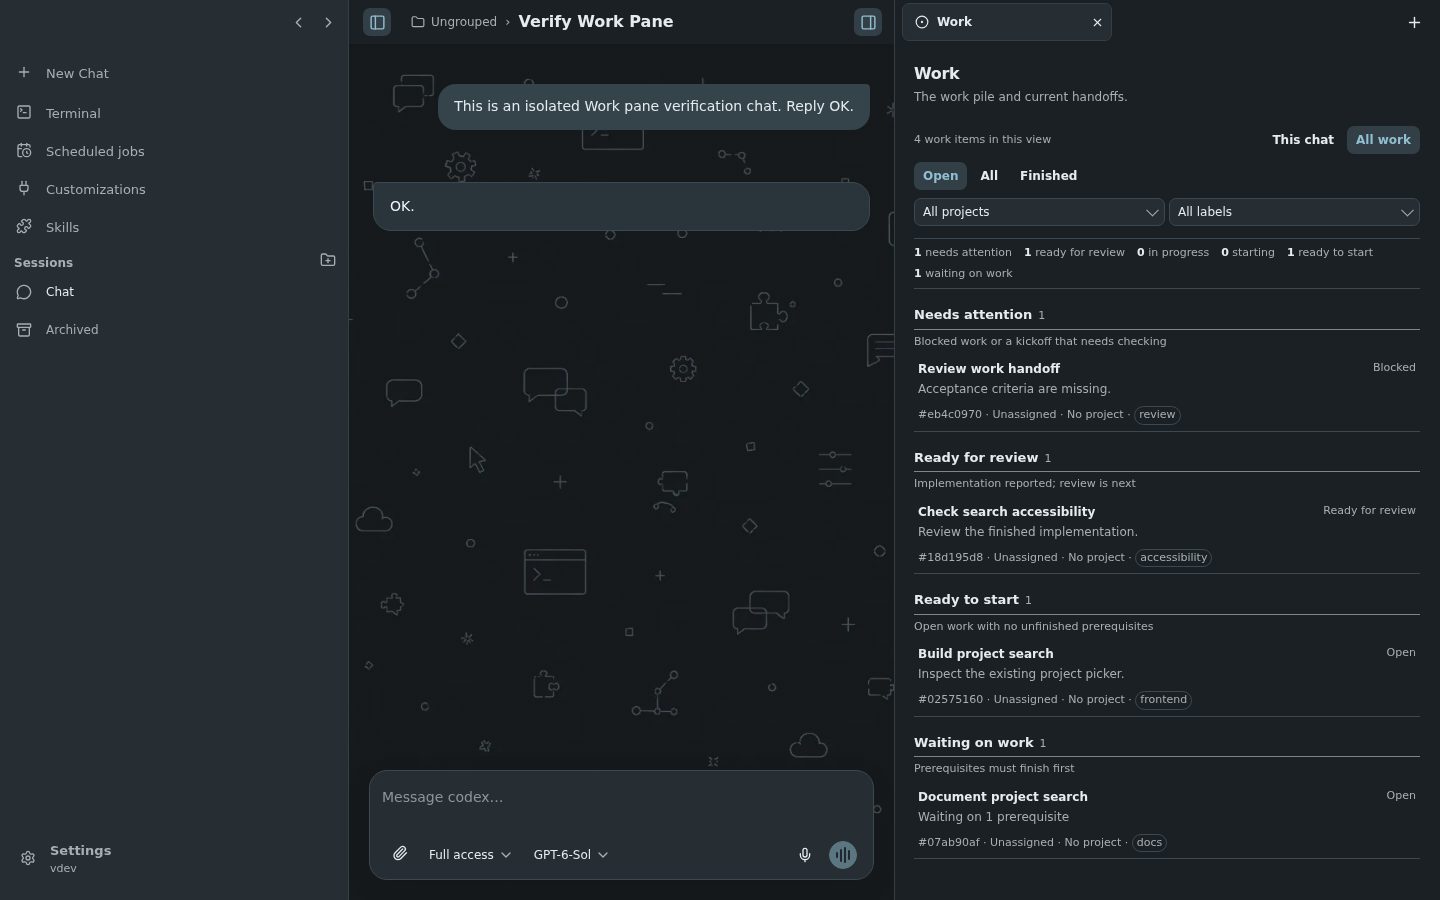 New Chat
Terminal
Scheduled jobs
Customizations
Skills
Sessions
Chat
Archived
Settings
vdev
Ungrouped › Verify Work Pane
This is an isolated Work pane verification chat. Reply OK.
OK.
Message codex...
Full access
GPT-6-Sol
Work
Work
The work pile and current handoffs.
4 work items in this view
This chat
All work
Open
All
Finished
All projects
All labels
1 needs attention 1 ready for review 0 in progress 0 starting 1 ready to start
1 waiting on work
Needs attention 1
Blocked work or a kickoff that needs checking
Review work handoff
Blocked
Acceptance criteria are missing.
#eb4c0970 · Unassigned · No project · review
Ready for review 1
Implementation reported; review is next
Check search accessibility
Ready for review
Review the finished implementation.
#18d195d8 · Unassigned · No project · accessibility
Ready to start 1
Open work with no unfinished prerequisites
Build project search
Open
Inspect the existing project picker.
#02575160 · Unassigned · No project · frontend
Waiting on work 1
Prerequisites must finish first
Document project search
Open
Waiting on 1 prerequisite
#07ab90af · Unassigned · No project · docs